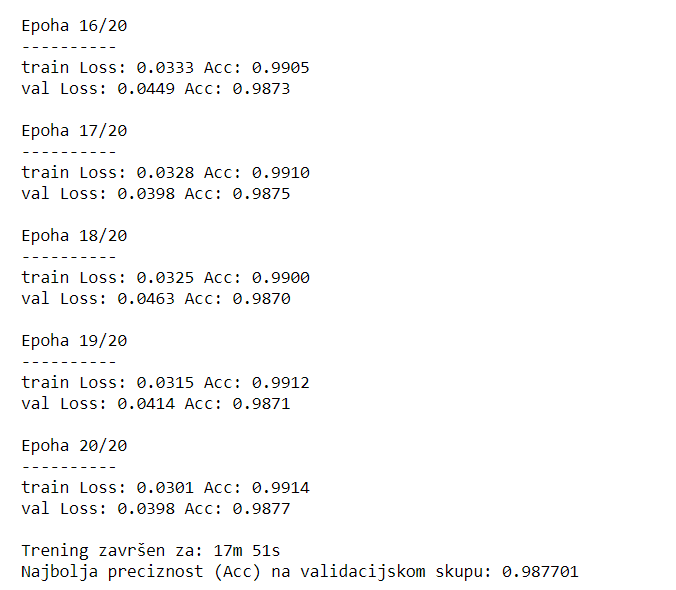 Epoha 16/20
----------
train Loss: 0.0333 Acc: 0.9905
val Loss: 0.0449 Acc: 0.9873

Epoha 17/20
----------
train Loss: 0.0328 Acc: 0.9910
val Loss: 0.0398 Acc: 0.9875

Epoha 18/20
----------
train Loss: 0.0325 Acc: 0.9900
val Loss: 0.0463 Acc: 0.9870

Epoha 19/20
----------
train Loss: 0.0315 Acc: 0.9912
val Loss: 0.0414 Acc: 0.9871

Epoha 20/20
----------
train Loss: 0.0301 Acc: 0.9914
val Loss: 0.0398 Acc: 0.9877

Trening završen za: 17m 51s
Najbolja preciznost (Acc) na validacijskom skupu: 0.987701